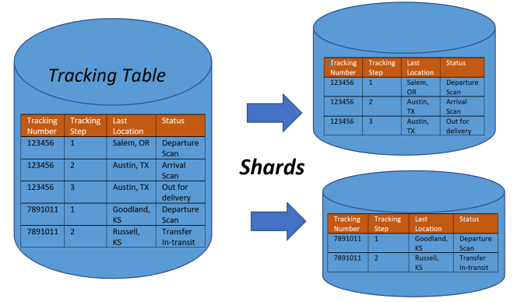 Tracking Table
Tracking Number Tracking Step Last Location Status
123456 1 Salem, OR Departure Scan
123456 2 Austin, TX Arrival Scan
123456 3 Austin, TX Out for delivery
7891011 1 Goodland, KS Departure Scan
7891011 2 Russell, KS Transfer In-transit
Shards
Tracking Number Tracking Step Last Location Status
123456 1 Salem, OR Departure Scan
123456 2 Austin, TX Arrival Scan
123456 3 Austin, TX Out for delivery
Tracking Number Tracking Step Last Location Status
7891011 1 Goodland, KS Departure Scan
7891011 2 Russell, KS Transfer In-transit